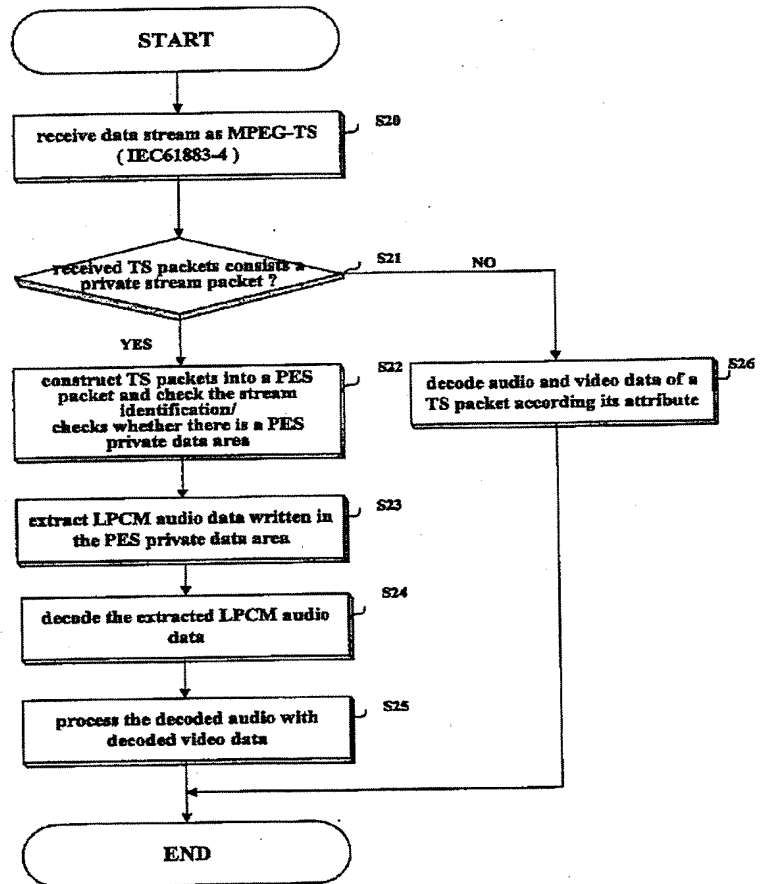 START
S20
receive data stream as MPEG-TS
( IEC61883-4 )
S21
received TS packets consists a
private stream packet ?
NO
YES
S22
construct TS packets into a PES
packet and check the stream
identification/
checks whether there is a PES
private data area
S26
decode audio and video data of a
TS packet according its attribute
S23
extract LPCM audio data written in
the PES private data area
S24
decode the extracted LPCM audio
data
S25
process the decoded audio with
decoded video data
END